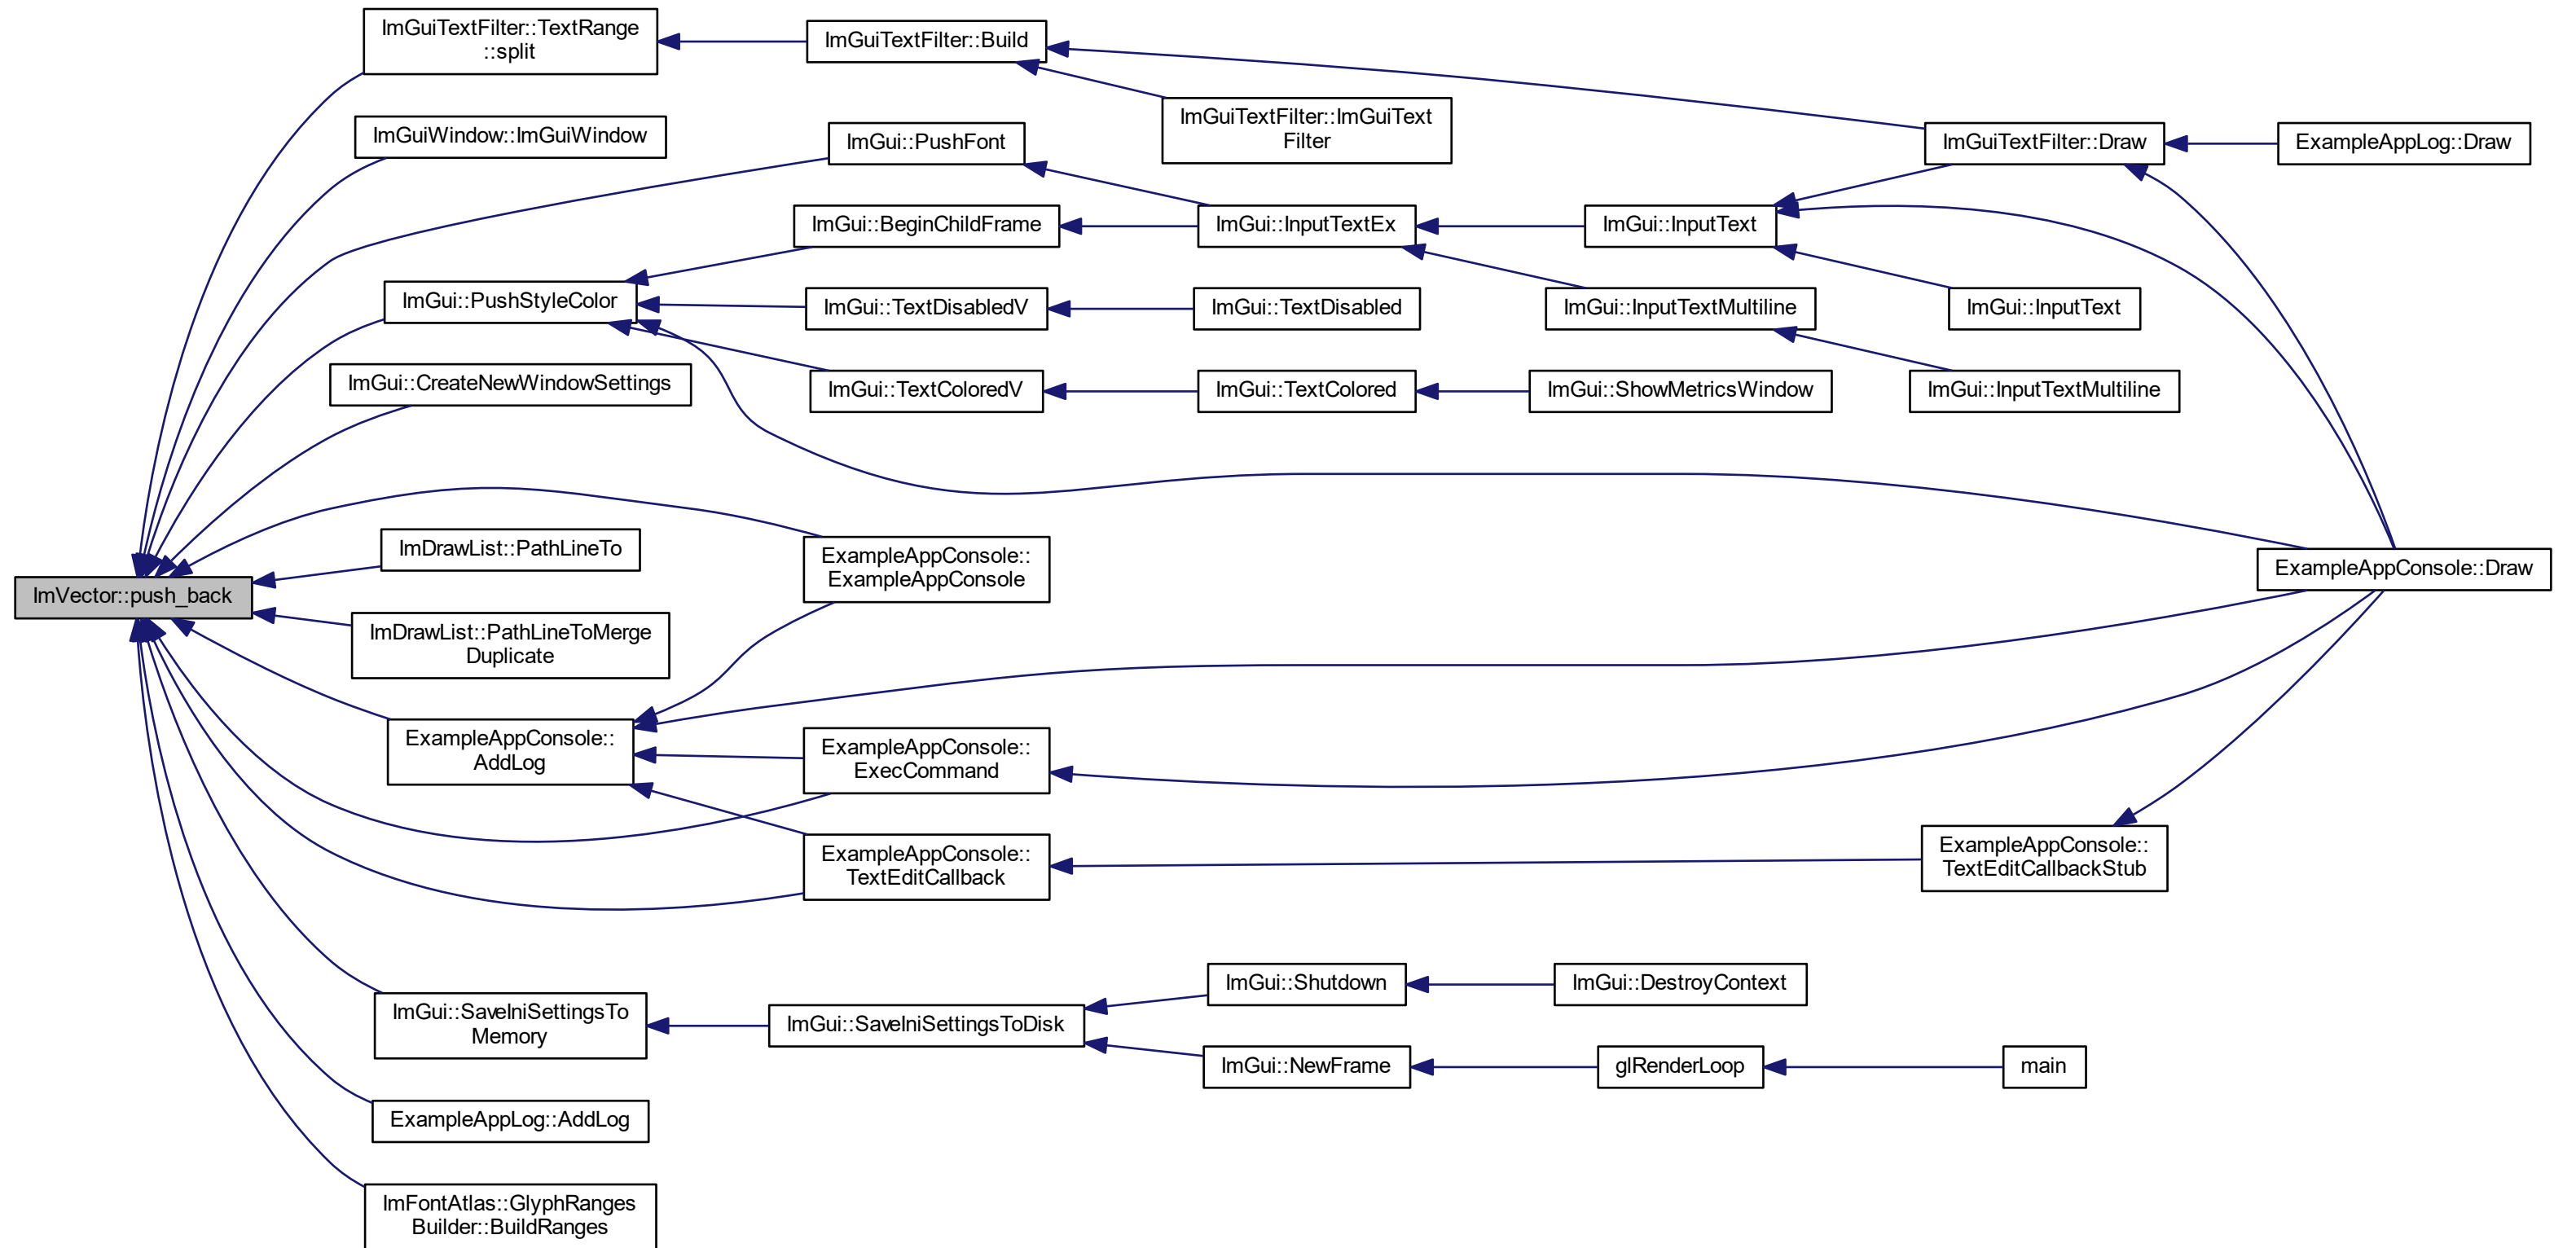 ImGuiTextFilter::TextRange
::split
ImGuiTextFilter::Build
ImGuiTextFilter::ImGuiText
Filter
ImGuiWindow::ImGuiWindow
ImGui::PushFont
ImGuiTextFilter::Draw
ExampleAppLog::Draw
ImGui::BeginChildFrame
ImGui::InputTextEx
ImGui::InputText
ImGui::PushStyleColor
ImGui::TextDisabledV
ImGui::TextDisabled
ImGui::InputTextMultiline
ImGui::InputText
ImGui::CreateNewWindowSettings
ImGui::TextColoredV
ImGui::TextColored
ImGui::ShowMetricsWindow
ImGui::InputTextMultiline
ImDrawList::PathLineTo
ExampleAppConsole::
ExampleAppConsole
ExampleAppConsole::Draw
ImVector::push_back
ImDrawList::PathLineToMerge
Duplicate
ExampleAppConsole::
AddLog
ExampleAppConsole::
ExecCommand
ExampleAppConsole::
TextEditCallback
ExampleAppConsole::
TextEditCallbackStub
ImGui::SaveIniSettingsTo
Memory
ImGui::SaveIniSettingsToDisk
ImGui::Shutdown
ImGui::DestroyContext
ImGui::NewFrame
glRenderLoop
main
ExampleAppLog::AddLog
ImFontAtlas::GlyphRanges
Builder::BuildRanges